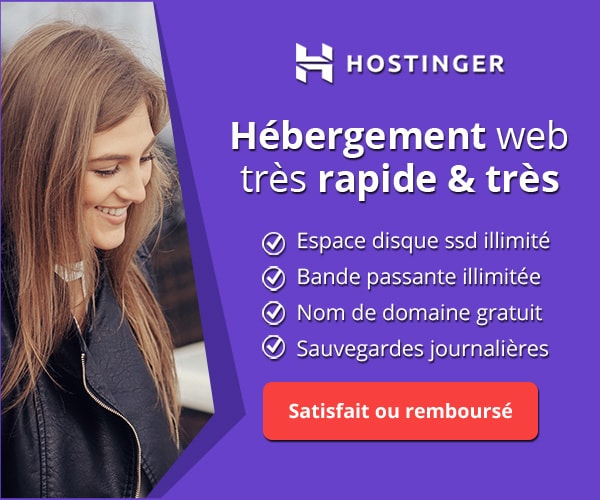 HOSTINGER
Hébergement web
très rapide & très
Espace disque ssd illimité
Bande passante illimitée
Nom de domaine gratuit
Sauvegardes journalières
Satisfait ou remboursé